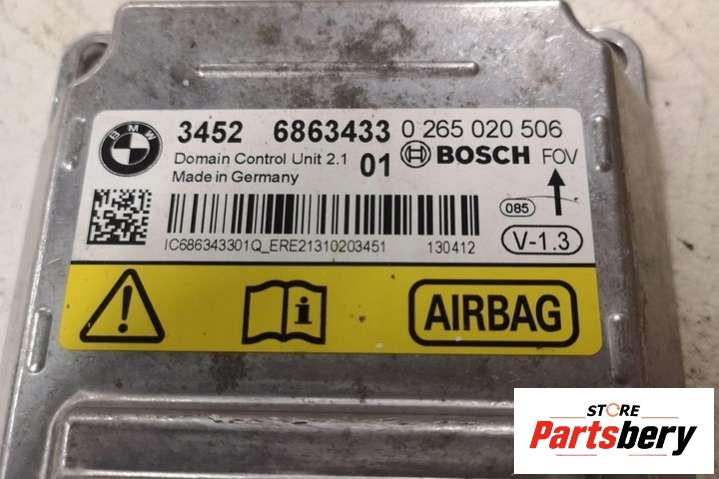 BMW
3452 6863433 0 265 020 506
Domain Control Unit 2.1 01 BOSCH FOV
Made in Germany
085
IC686343301Q_ERE21310203451 130412
V-1.3
i AIRBAG
STORE
Partsbery